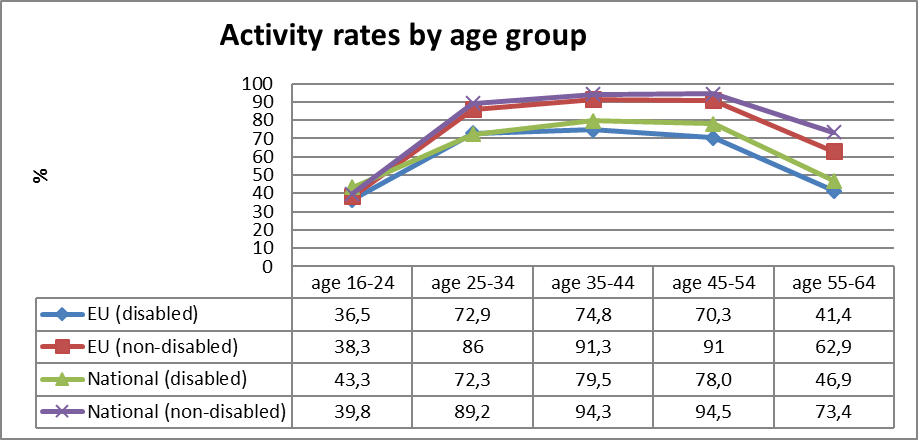 Activity rates by age group
%
100
90
80
70
60
50
40
30
20
10
0
age 16-24 age 25-34 age 35-44 age 45-54 age 55-64
EU (disabled) 36,5 72,9 74,8 70,3 41,4
EU (non-disabled) 38,3 86 91,3 91 62,9
National (disabled) 43,3 72,3 79,5 78,0 46,9
National (non-disabled) 39,8 89,2 94,3 94,5 73,4